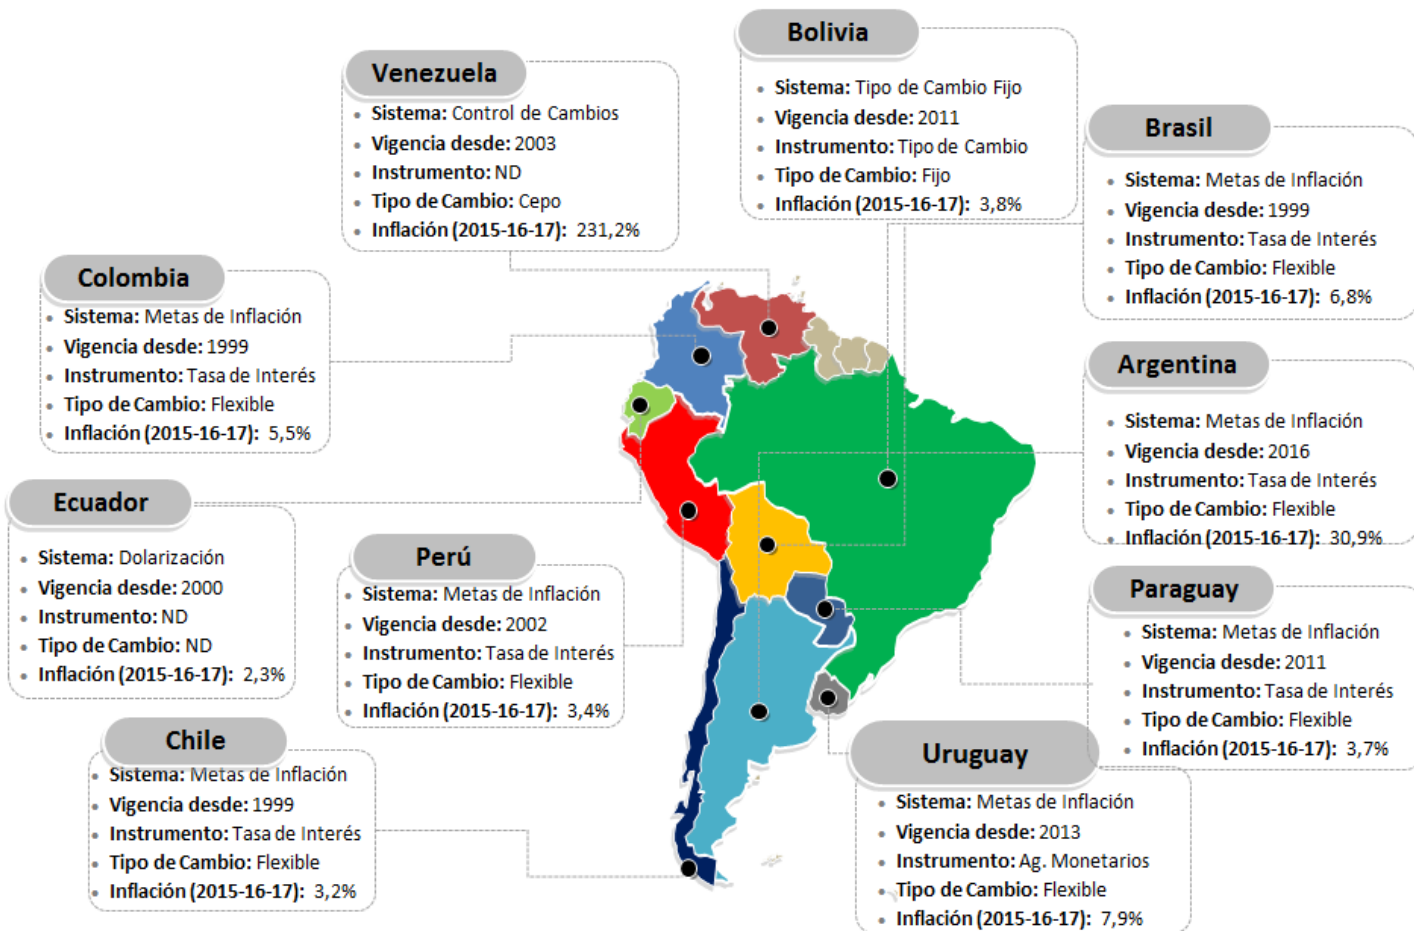 Bolivia
Sistema: Tipo de Cambio Fijo
Vigencia desde: 2011
Instrumento: Tipo de Cambio
Tipo de Cambio: Fijo
Inflación (2015-16-17): 3,8%
Venezuela
Sistema: Control de Cambios
Vigencia desde: 2003
Instrumento: ND
Tipo de Cambio: Cepo
Inflación (2015-16-17): 231,2%
Brasil
Sistema: Metas de Inflación
Vigencia desde: 1999
Instrumento: Tasa de Interés
Tipo de Cambio: Flexible
Inflación (2015-16-17): 6,8%
Colombia
Sistema: Metas de Inflación
Vigencia desde: 1999
Instrumento: Tasa de Interés
Tipo de Cambio: Flexible
Inflación (2015-16-17): 5,5%
Argentina
Sistema: Metas de Inflación
Vigencia desde: 2016
Instrumento: Tasa de Interés
Tipo de Cambio: Flexible
Inflación (2015-16-17): 30,9%
Ecuador
Sistema: Dolarización
Vigencia desde: 2000
Instrumento: ND
Tipo de Cambio: ND
Inflación (2015-16-17): 2,3%
Perú
Sistema: Metas de Inflación
Vigencia desde: 2002
Instrumento: Tasa de Interés
Tipo de Cambio: Flexible
Inflación (2015-16-17): 3,4%
Paraguay
Sistema: Metas de Inflación
Vigencia desde: 2011
Instrumento: Tasa de Interés
Tipo de Cambio: Flexible
Inflación (2015-16-17): 3,7%
Chile
Sistema: Metas de Inflación
Vigencia desde: 1999
Instrumento: Tasa de Interés
Tipo de Cambio: Flexible
Inflación (2015-16-17): 3,2%
Uruguay
Sistema: Metas de Inflación
Vigencia desde: 2013
Instrumento: Ag. Monetarios
Tipo de Cambio: Flexible
Inflación (2015-16-17): 7,9%